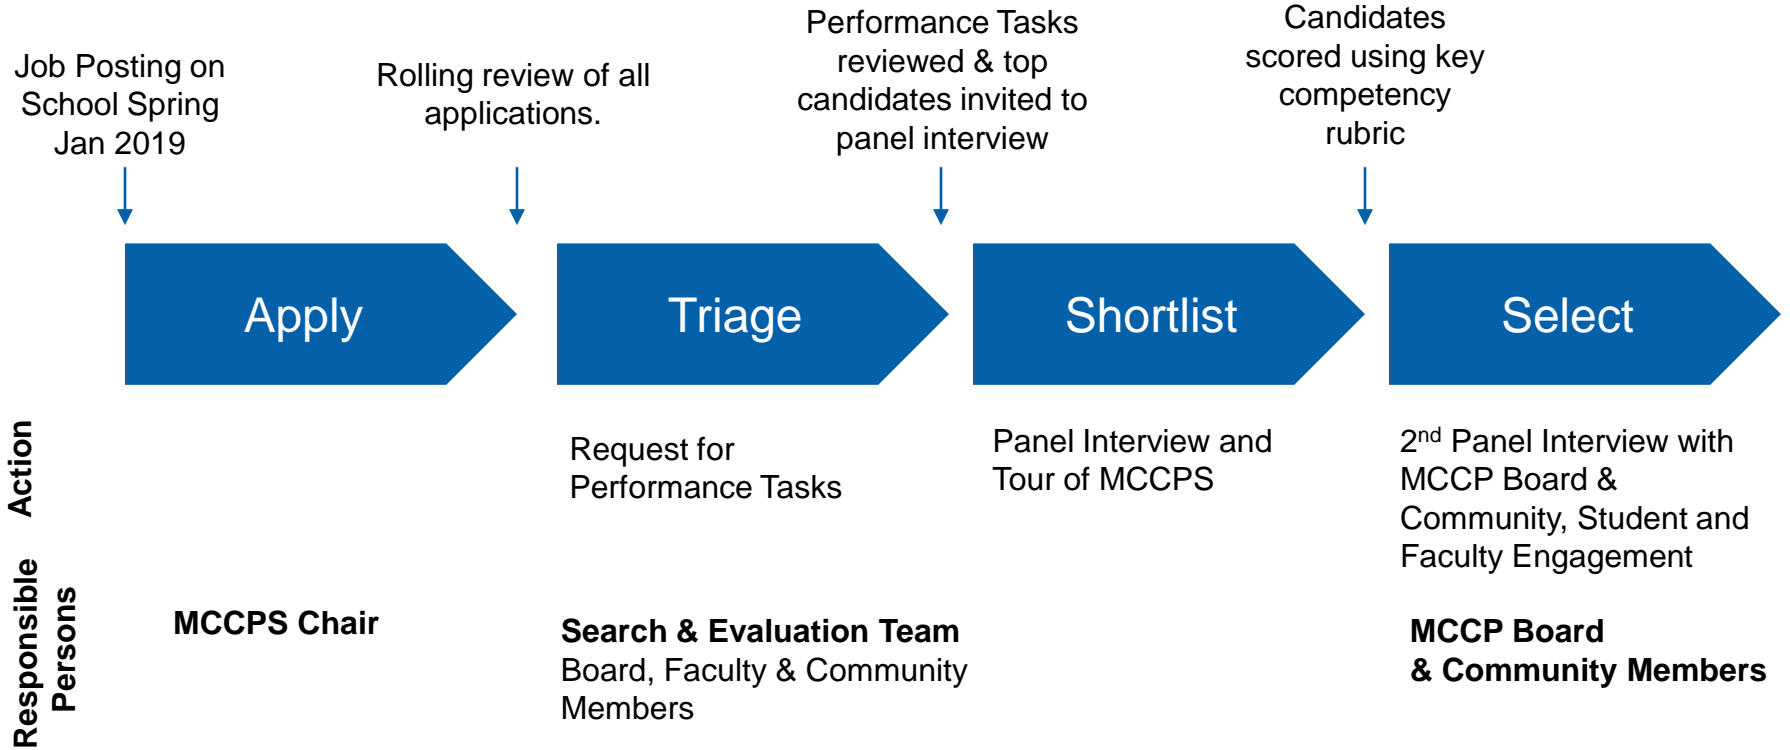 Job Posting on
School Spring
Jan 2019
Rolling review of all
applications.
Performance Tasks
reviewed & top
candidates invited to
panel interview
Candidates
scored using key
competency
rubric
Apply
Triage
Shortlist
Select
Action
Request for
Performance Tasks
Panel Interview and
Tour of MCCPS
2nd Panel Interview with
MCCP Board &
Community, Student and
Faculty Engagement
Responsible
Persons
MCCPS Chair
Search & Evaluation Team
Board, Faculty & Community
Members
MCCP Board
& Community Members